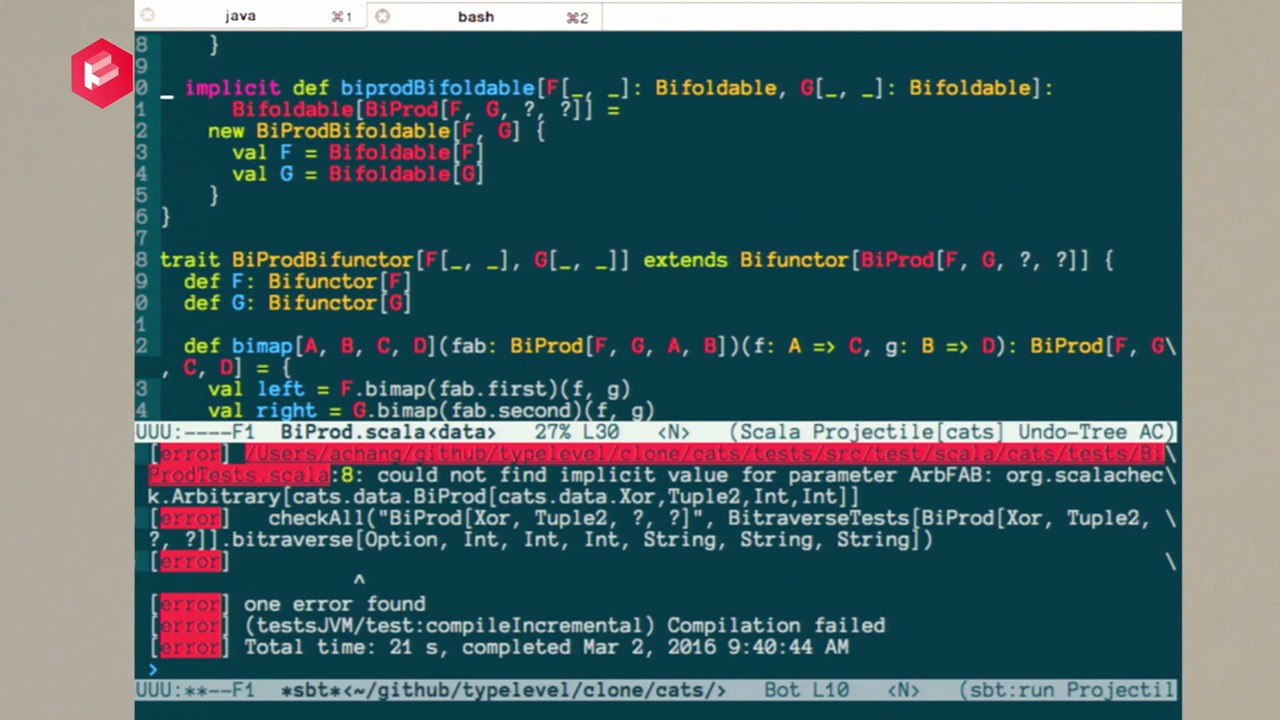 java ⌘1 bash ⌘2
8 }
9
0 _ implicit def biprodBifoldable[F[_, _]: Bifoldable, G[_, _]: Bifoldable]:
1 Bifoldable[BiProd[F, G, ?, ?]] =
2 new BiProdBifoldable[F, G] {
3 val F = Bifoldable[F]
4 val G = Bifoldable[G]
5 }
6 }
7
8 trait BiProdBifunctor[F[_, _], G[_, _]] extends Bifunctor[BiProd[F, G, ?, ?]] {
9 def F: Bifunctor[F]
0 def G: Bifunctor[G]
1
2 def bimap[A, B, C, D](fab: BiProd[F, G, A, B])(f: A => C, g: B => D): BiProd[F, G\
, C, D] = {
3 val left = F.bimap(fab.first)(f, g)
4 val right = G.bimap(fab.second)(f, g)
UUU:----F1 BiProd.scala<data> 27% L30 <N> (Scala Projectile[cats] Undo-Tree AC)
[error] /Users/achang/github/typelevel/clone/cats/tests/src/test/scala/cats/tests/Bi\
ProdTests.scala:8: could not find implicit value for parameter ArbFAB: org.scalachec\
k.Arbitrary[cats.data.BiProd[cats.data.Xor,Tuple2,Int,Int]]
[error] checkAll("BiProd[Xor, Tuple2, ?, ?]", BitraverseTests[BiProd[Xor, Tuple2, \
?, ?]].bitraverse[Option, Int, Int, Int, String, String, String])
[error] \
^
[error] one error found
[error] (testsJVM/test:compileIncremental) Compilation failed
[error] Total time: 21 s, completed Mar 2, 2016 9:40:44 AM
>
UUU:**--F1 *sbt*<~/github/typelevel/clone/cats/> Bot L10 <N> (sbt:run Projectil